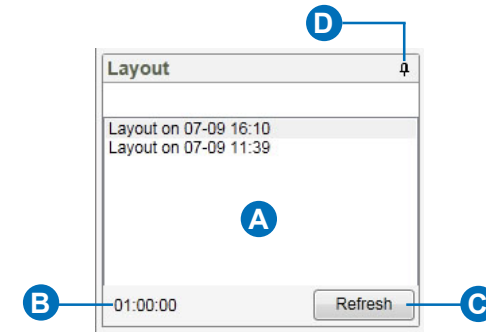 D
Layout
Layout on 07-09 16:10
Layout on 07-09 11:39
A
B
01:00:00
Refresh
C